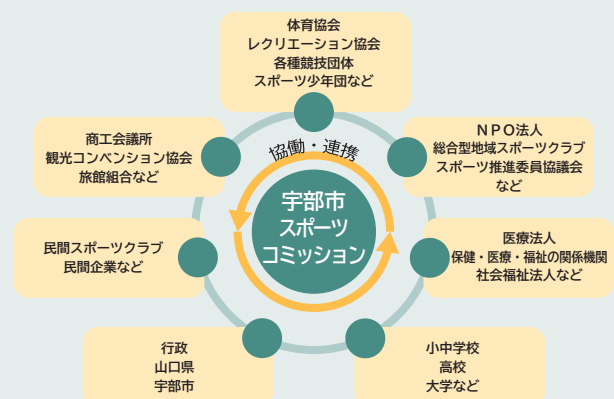 体育協会
レクリエーション協会
各種競技団体
スポーツ少年団など
商工会議所
観光コンベンション協会
旅館組合など
協働・連携
ＮＰＯ法人
総合型地域スポーツクラブ
スポーツ推進委員協議会
など
宇部市
スポーツ
コミッション
民間スポーツクラブ
民間企業など
医療法人
保健・医療・福祉の関係機関
社会福祉法人など
行政
山口県
宇部市
小中学校
高校
大学など